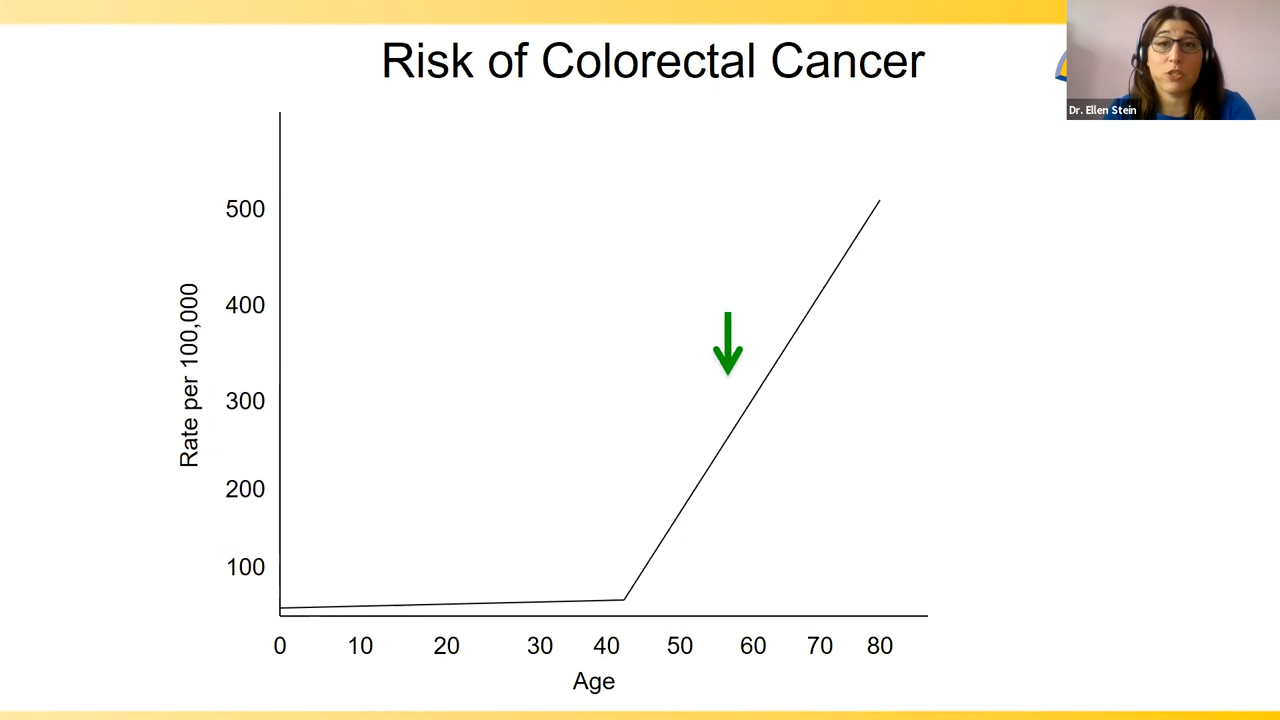 Risk of Colorectal Cancer
Dr. Ellen Stein
500
400
300
200
100
Rate per 100,000
0 10 20 30 40 50 60 70 80
Age